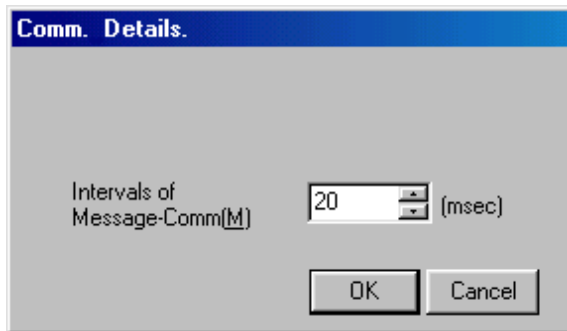 Comm. Details.
Intervals of
Message-Comm(M)
20
(msec)
OK
Cancel